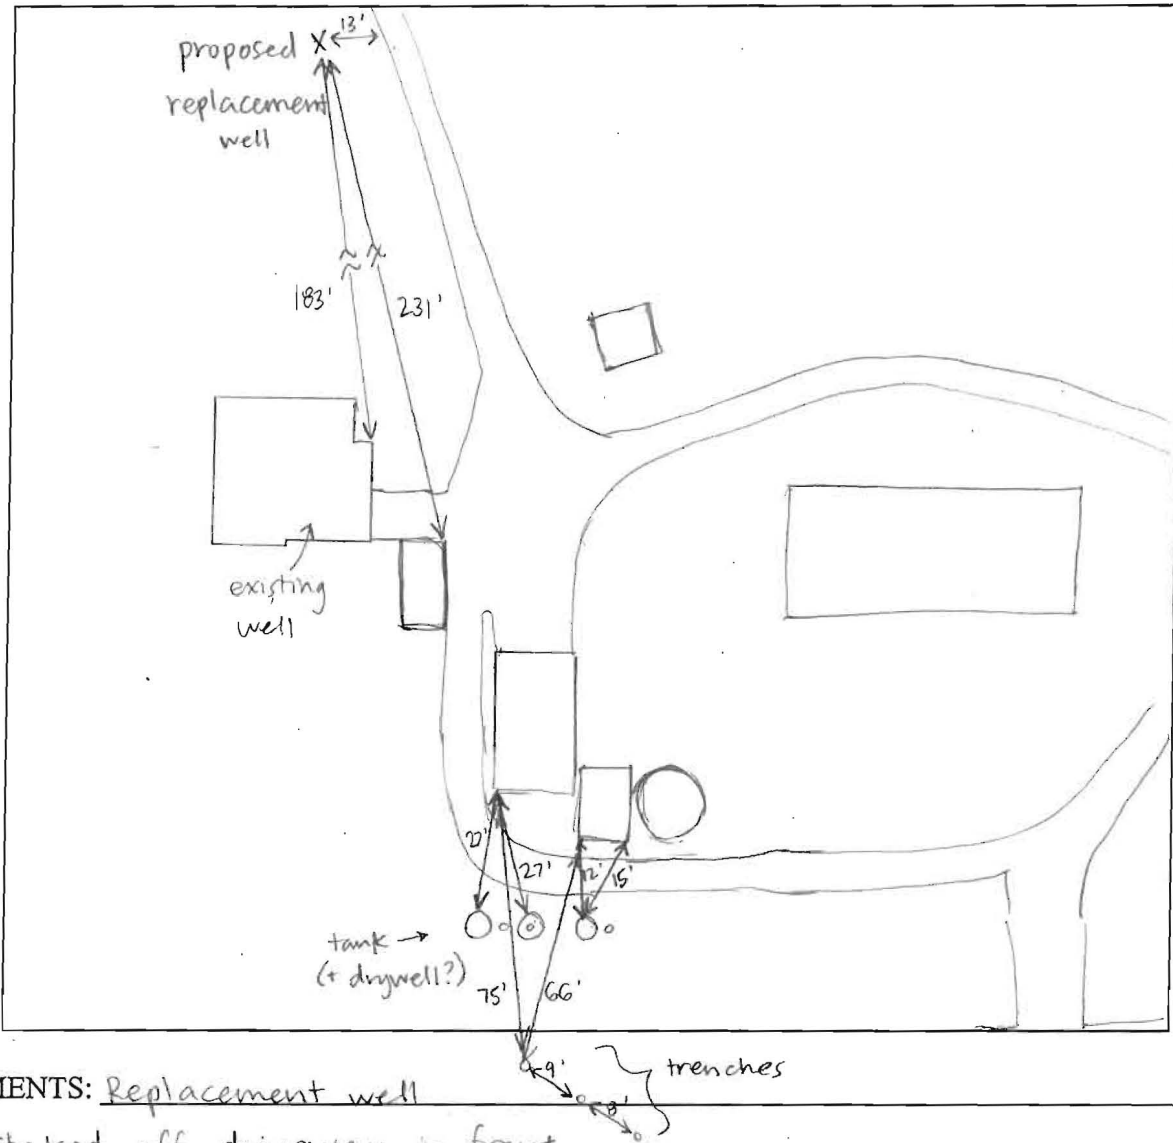 13'
proposed X
replacement
well
183'
231'
existing
well
22'
27'
12'
15'
tank →
(+ drywell?)
75'
66'
9'
8'
trenches
MENTS: Replacement well
staked off driveway in front